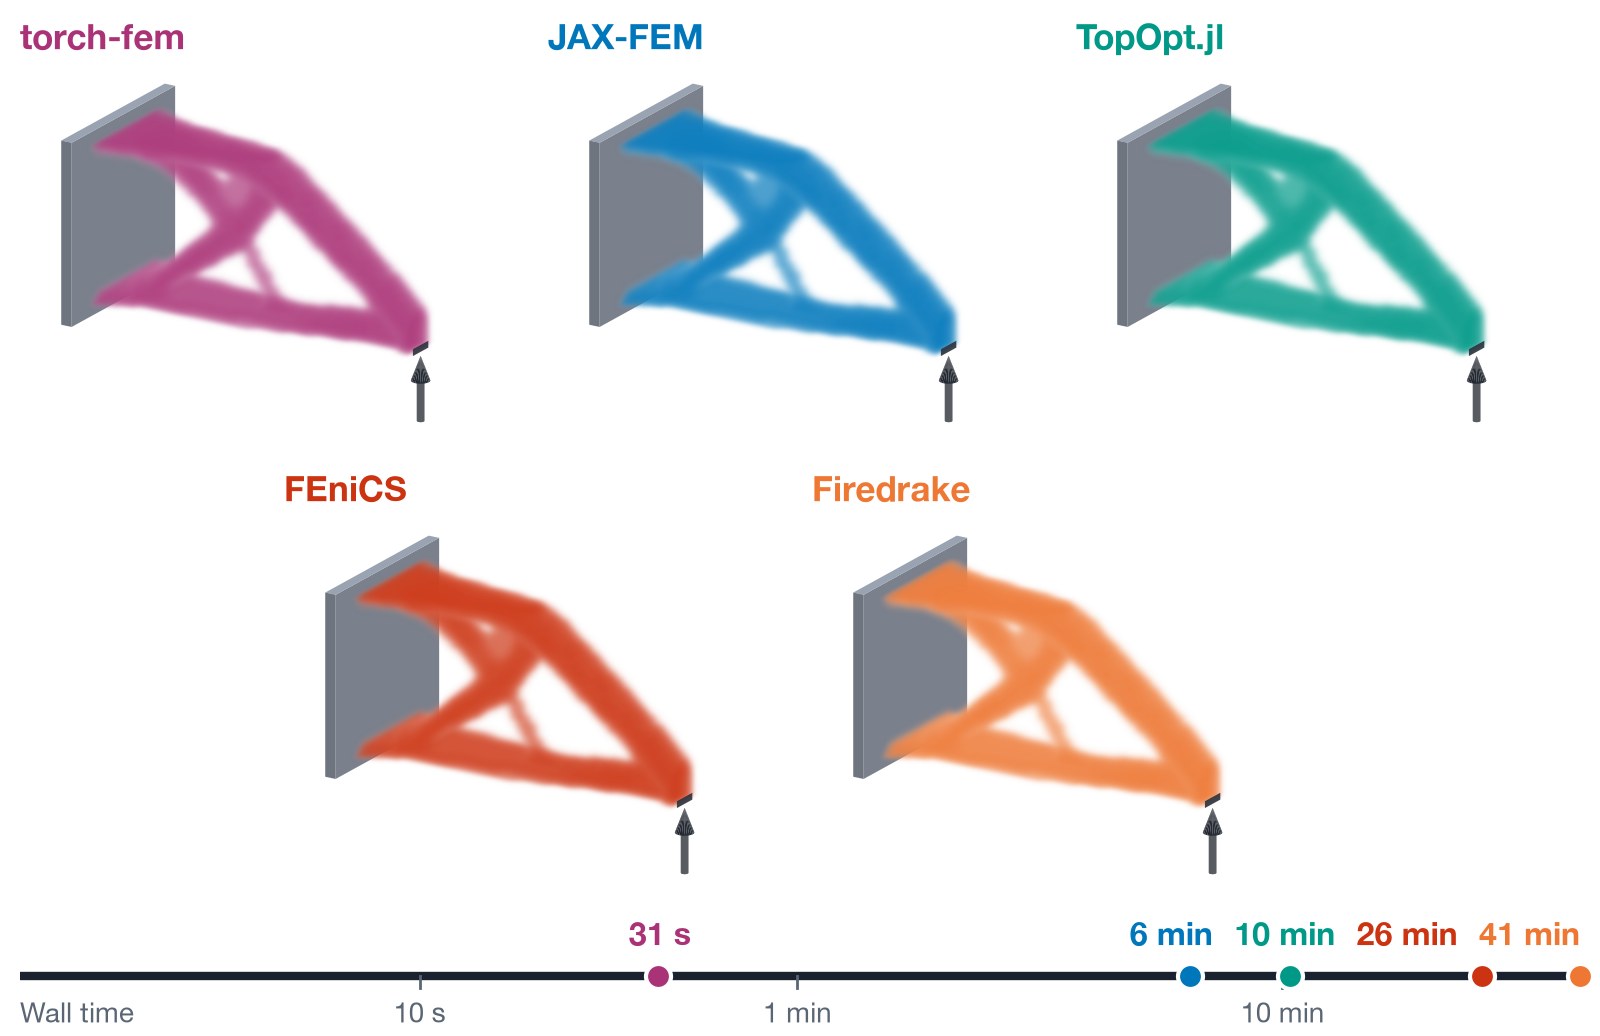 torch-fem
JAX-FEM
TopOpt.jl
FEniCS
Firedrake
31 s
6 min
10 min
26 min
41 min
Wall time
10 s
1 min
10 min